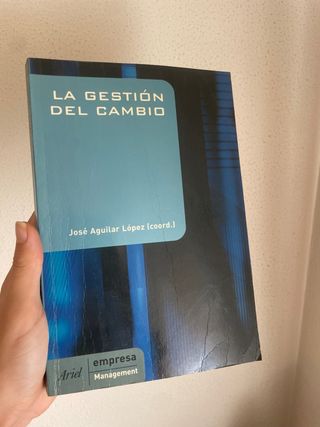 LA GESTIÓN
DEL CAMBIO
José Aguilar López (coord.)
Ariel
empresa
Management